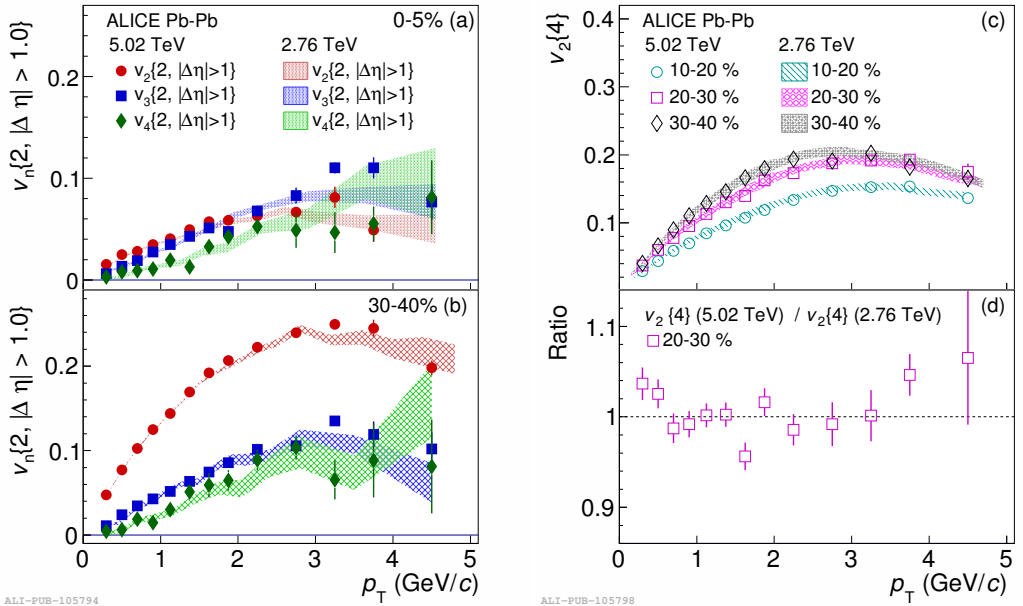 ALICE Pb-Pb 0-5% (a)
5.02 TeV 2.76 TeV
v2{2, |Δη|>1} v2{2, |Δη|>1}
v3{2, |Δη|>1} v3{2, |Δη|>1}
v4{2, |Δη|>1} v4{2, |Δη|>1}
vn{2, |Δ η| > 1.0}
0.2
0.1
0
30-40% (b)
vn{2, |Δ η| > 1.0}
0.2
0.1
0
0 1 2 3 4 5
pT (GeV/c)
ALI-PUB-105794
ALICE Pb-Pb (c)
5.02 TeV 2.76 TeV
10-20 % 10-20 %
20-30 % 20-30 %
30-40 % 30-40 %
v2{4}
0.4
0.3
0.2
0.1
(d)
v2 {4} (5.02 TeV) / v2{4} (2.76 TeV)
20-30 %
Ratio
1.1
1
0.9
0 1 2 3 4 5
pT (GeV/c)
ALI-PUB-105798